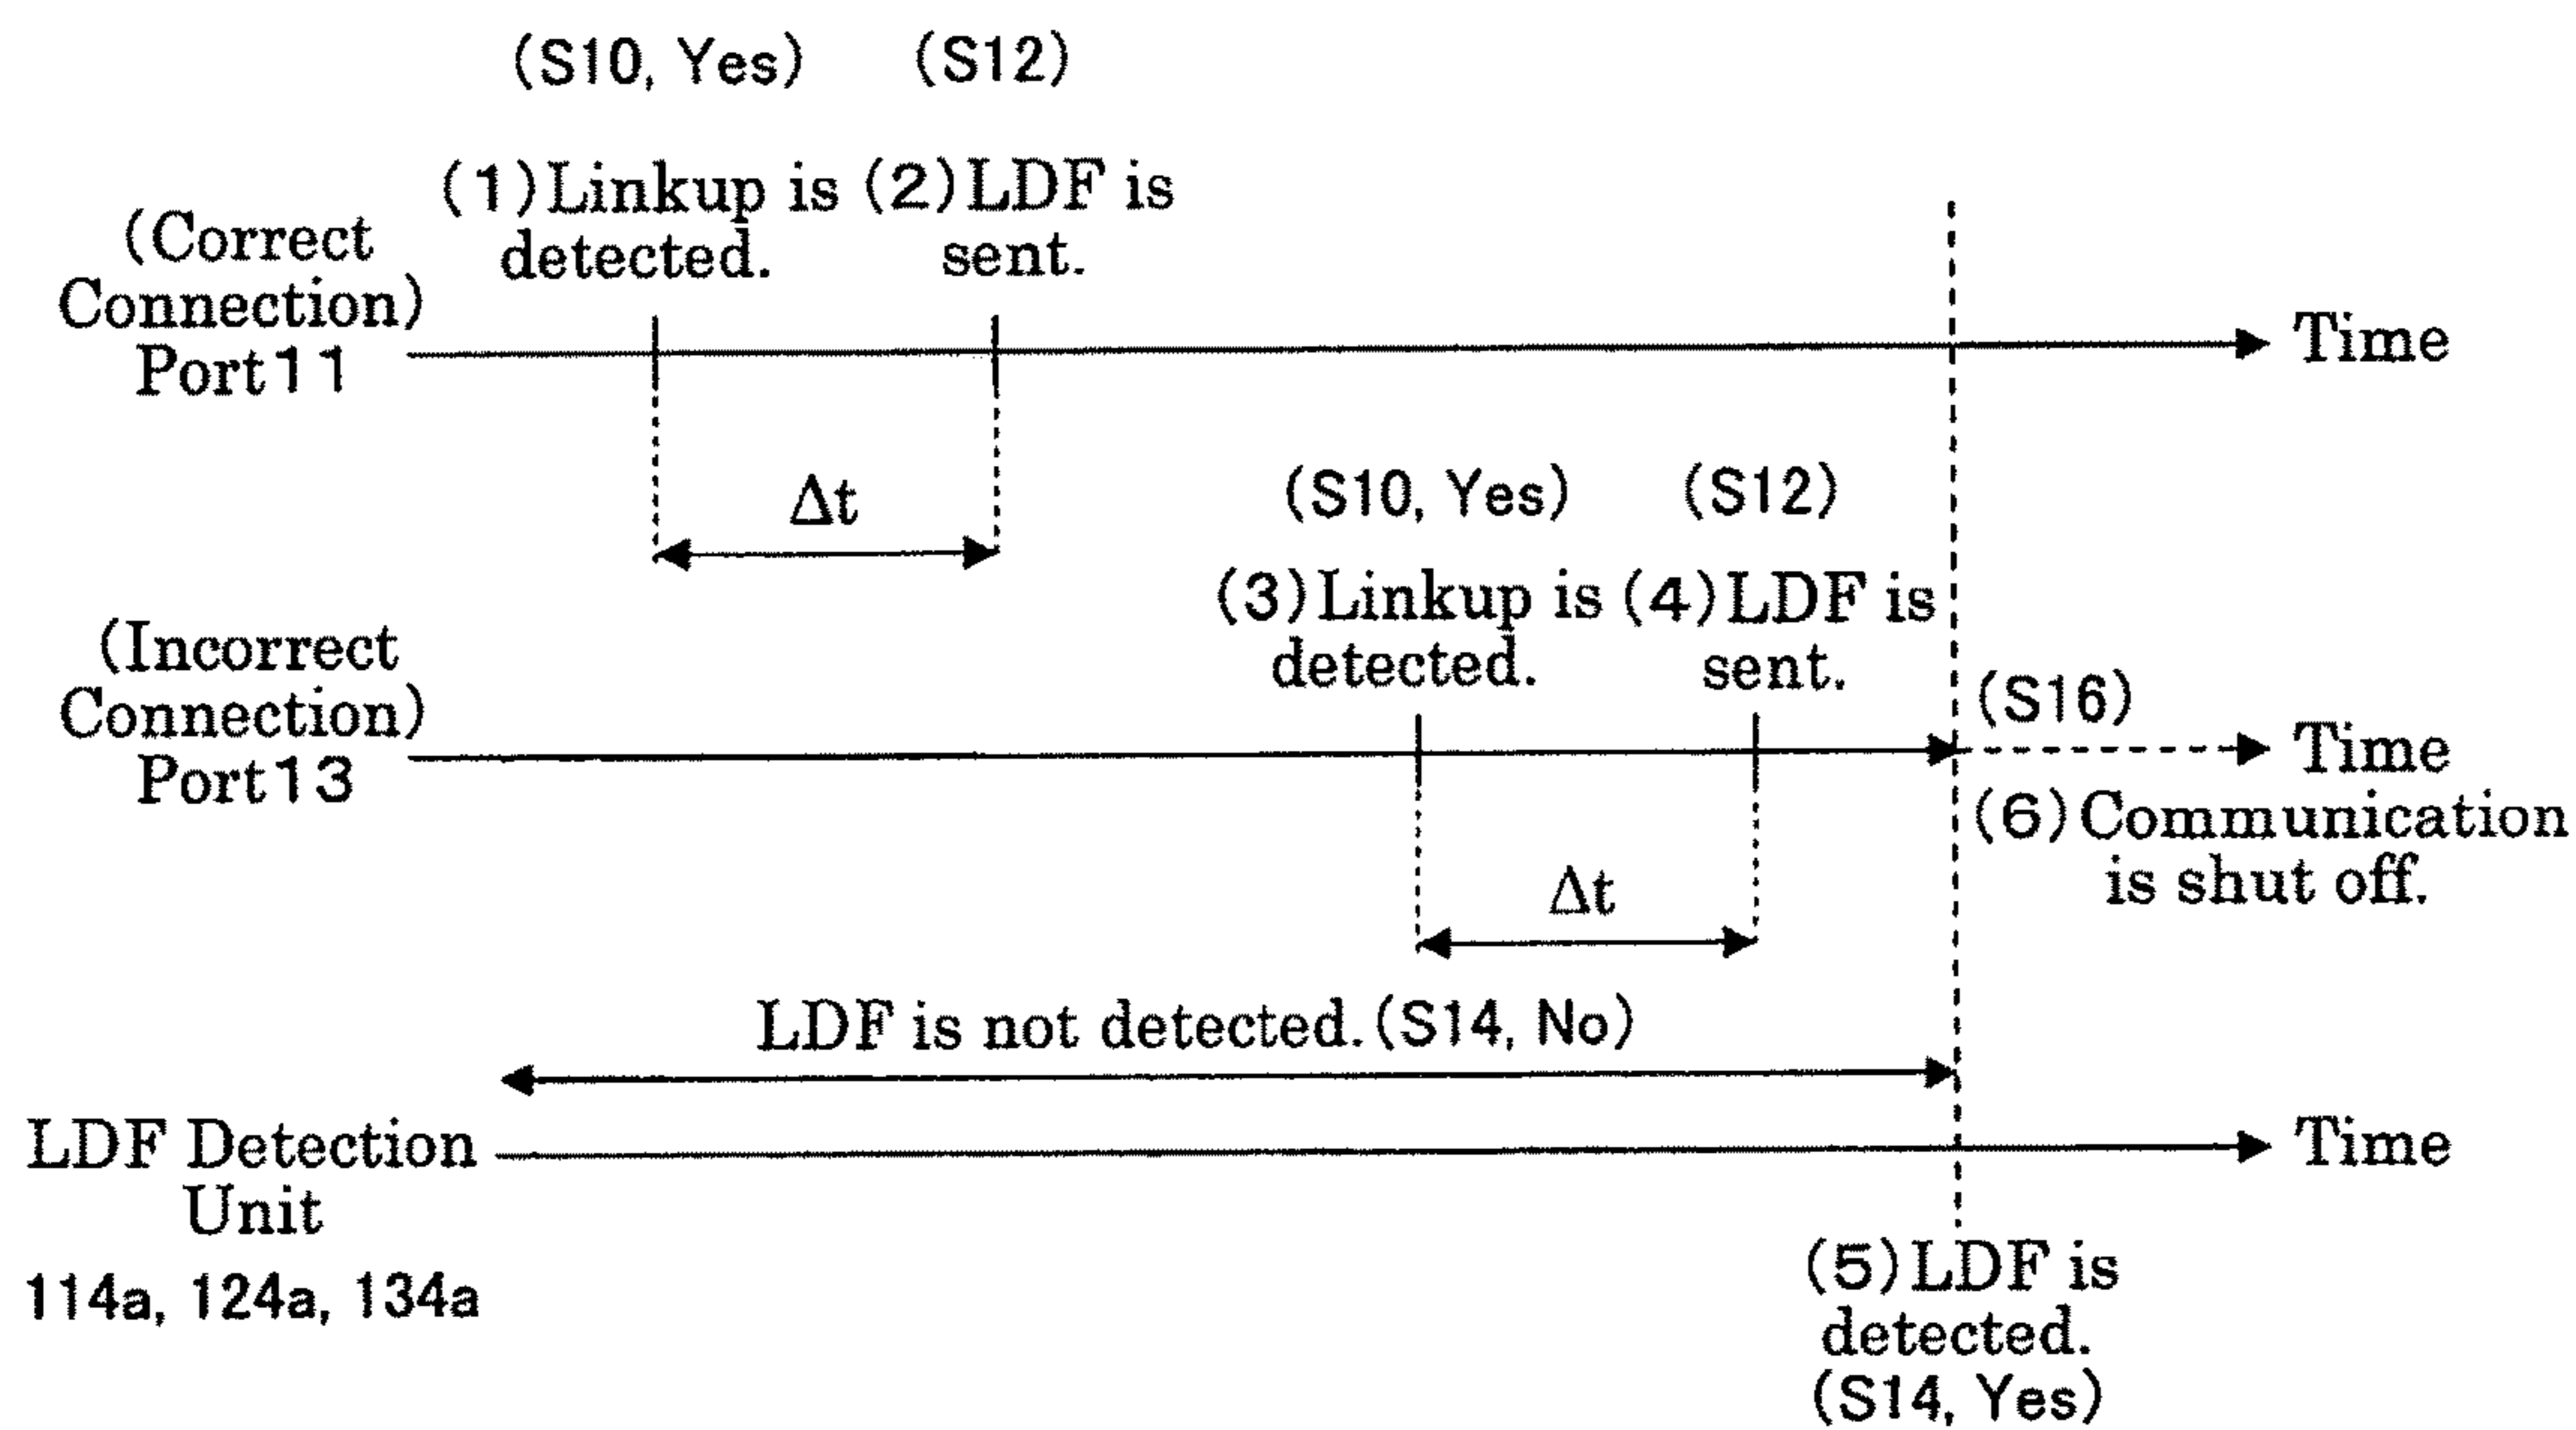 (S10, Yes) (S12)
(1)Linkup is (2)LDF is
detected. sent.
(Correct
Connection)
Port11
Time
Δt
(S10, Yes) (S12)
(3)Linkup is (4)LDF is
detected. sent.
(Incorrect
Connection)
Port13
(S16)
Time
(6)Communication
is shut off.
Δt
LDF is not detected.(S14, No)
LDF Detection
Unit
114a, 124a, 134a
Time
(5)LDF is
detected.
(S14, Yes)